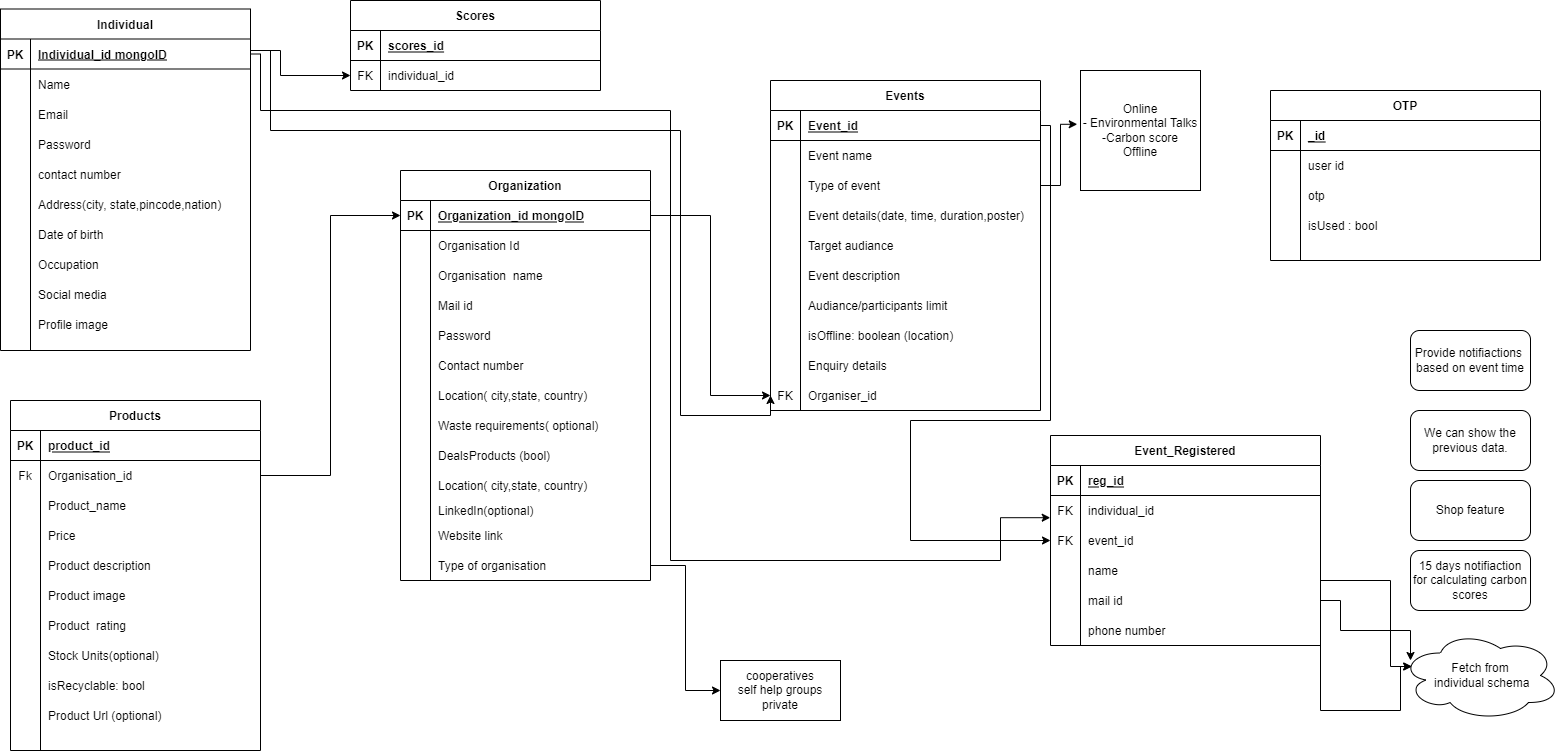 Individual
PK Individual_id mongoID
Name
Email
Password
contact number
Address(city, state,pincode,nation)
Date of birth
Occupation
Social media
Profile image
Scores
PK scores_id
FK individual_id
Organization
PK Organization_id mongoID
Organisation Id
Organisation name
Mail id
Password
Contact number
Location( city,state, country)
Waste requirements( optional)
DealsProducts (bool)
Location( city,state, country)
LinkedIn(optional)
Website link
Type of organisation
Events
PK Event_id
Event name
Type of event
Event details(date, time, duration,poster)
Target audiance
Event description
Audiance/participants limit
isOffline: boolean (location)
Enquiry details
FK Organiser_id
Online
- Environmental Talks
-Carbon score
Offline
OTP
PK _id
user id
otp
isUsed : bool
Products
PK product_id
Fk Organisation_id
Product_name
Price
Product description
Product image
Product rating
Stock Units(optional)
isRecyclable: bool
Product Url (optional)
cooperatives
self help groups
private
Event_Registered
PK reg_id
FK individual_id
FK event_id
name
mail id
phone number
Provide notifiactions
based on event time
We can show the
previous data.
Shop feature
15 days notifiaction
for calculating carbon
scores
Fetch from
individual schema